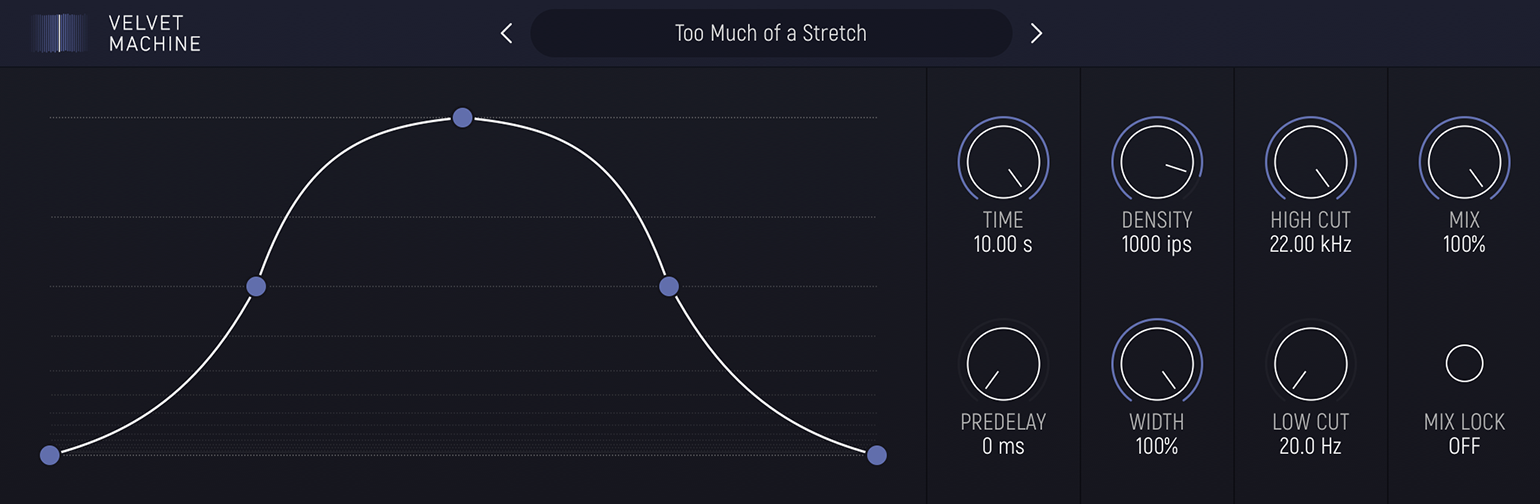 VELVET
MACHINE
Too Much of a Stretch
TIME
10.00 s
DENSITY
1000 ips
HIGH CUT
22.00 kHz
MIX
100%
PREDELAY
0 ms
WIDTH
100%
LOW CUT
20.0 Hz
MIX LOCK
OFF